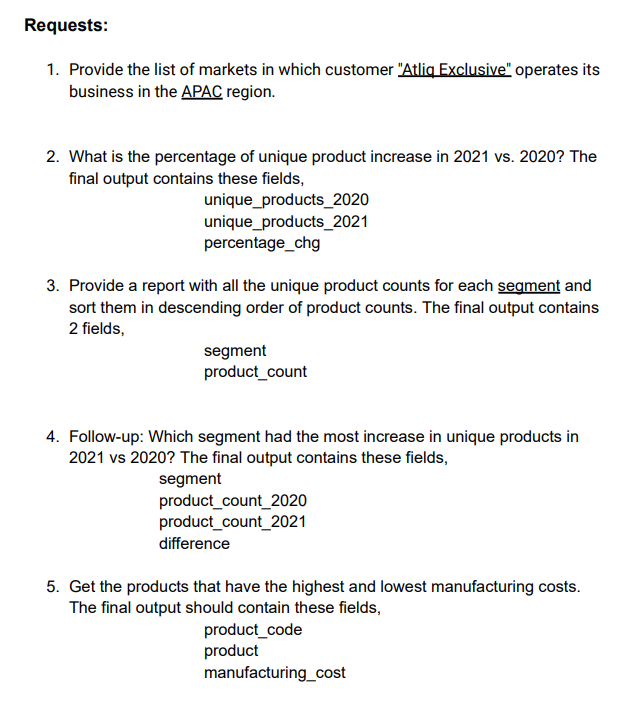 Requests:
1. Provide the list of markets in which customer "Atliq Exclusive" operates its
business in the APAC region.
2. What is the percentage of unique product increase in 2021 vs. 2020? The
final output contains these fields,
unique_products_2020
unique_products_2021
percentage_chg
3. Provide a report with all the unique product counts for each segment and
sort them in descending order of product counts. The final output contains
2 fields,
segment
product_count
4. Follow-up: Which segment had the most increase in unique products in
2021 vs 2020? The final output contains these fields,
segment
product_count_2020
product_count_2021
difference
5. Get the products that have the highest and lowest manufacturing costs.
The final output should contain these fields,
product_code
product
manufacturing_cost